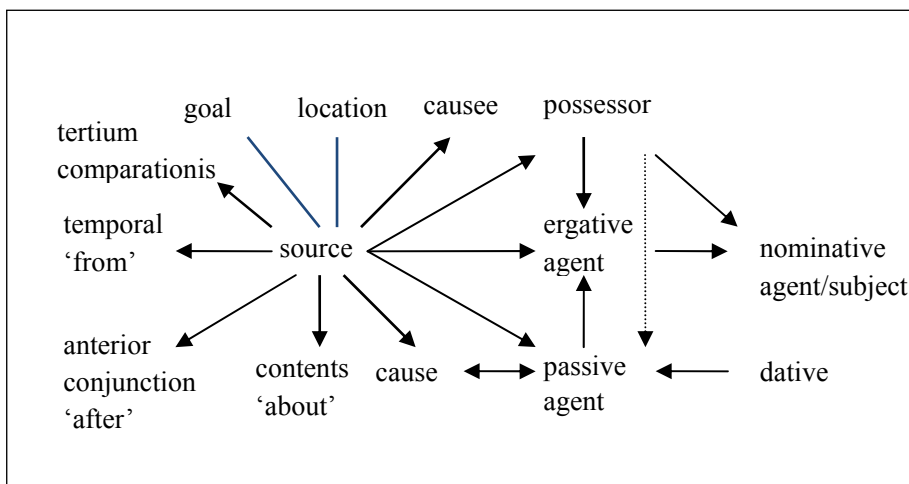 goal
location
causee
possessor
tertium
comparationis
temporal
‘from’
source
ergative
agent
nominative
agent/subject
anterior
conjunction
‘after’
contents
‘about’
cause
passive
agent
dative